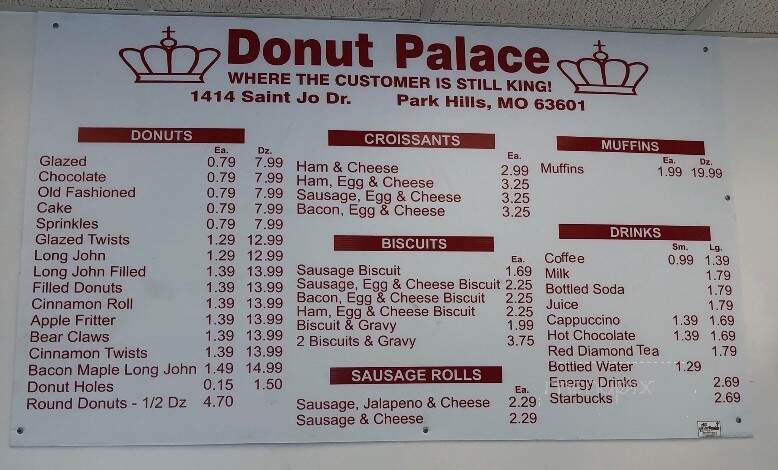 Donut Palace
WHERE THE CUSTOMER IS STILL KING!
1414 Saint Jo Dr. Park Hills, MO 63601
DONUTS
Ea. Dz.
Glazed 0.79 7.99
Chocolate 0.79 7.99
Old Fashioned 0.79 7.99
Cake 0.79 7.99
Sprinkles 0.79 7.99
Glazed Twists 1.29 12.99
Long John 1.29 12.99
Long John Filled 1.39 13.99
Filled Donuts 1.39 13.99
Cinnamon Roll 1.39 13.99
Apple Fritter 1.39 13.99
Bear Claws 1.39 13.99
Cinnamon Twists 1.39 13.99
Bacon Maple Long John 1.49 14.99
Donut Holes 0.15 1.50
Round Donuts - 1/2 Dz 4.70
CROISSANTS
Ea.
Ham & Cheese 2.99
Ham, Egg & Cheese 3.25
Sausage, Egg & Cheese 3.25
Bacon, Egg & Cheese 3.25
BISCUITS
Ea.
Sausage Biscuit 1.69
Sausage, Egg & Cheese Biscuit 2.25
Bacon, Egg & Cheese Biscuit 2.25
Ham, Egg & Cheese Biscuit 2.25
Biscuit & Gravy 1.99
2 Biscuits & Gravy 3.75
SAUSAGE ROLLS
Ea.
Sausage, Jalapeno & Cheese 2.29
Sausage & Cheese 2.29
MUFFINS
Ea. Dz.
Muffins 1.99 19.99
DRINKS
Sm. Lg.
Coffee 0.99 1.39
Milk 1.79
Bottled Soda 1.79
Juice 1.79
Cappuccino 1.39 1.69
Hot Chocolate 1.39 1.69
Red Diamond Tea 1.79
Bottled Water 1.29
Energy Drinks 2.69
Starbucks 2.69